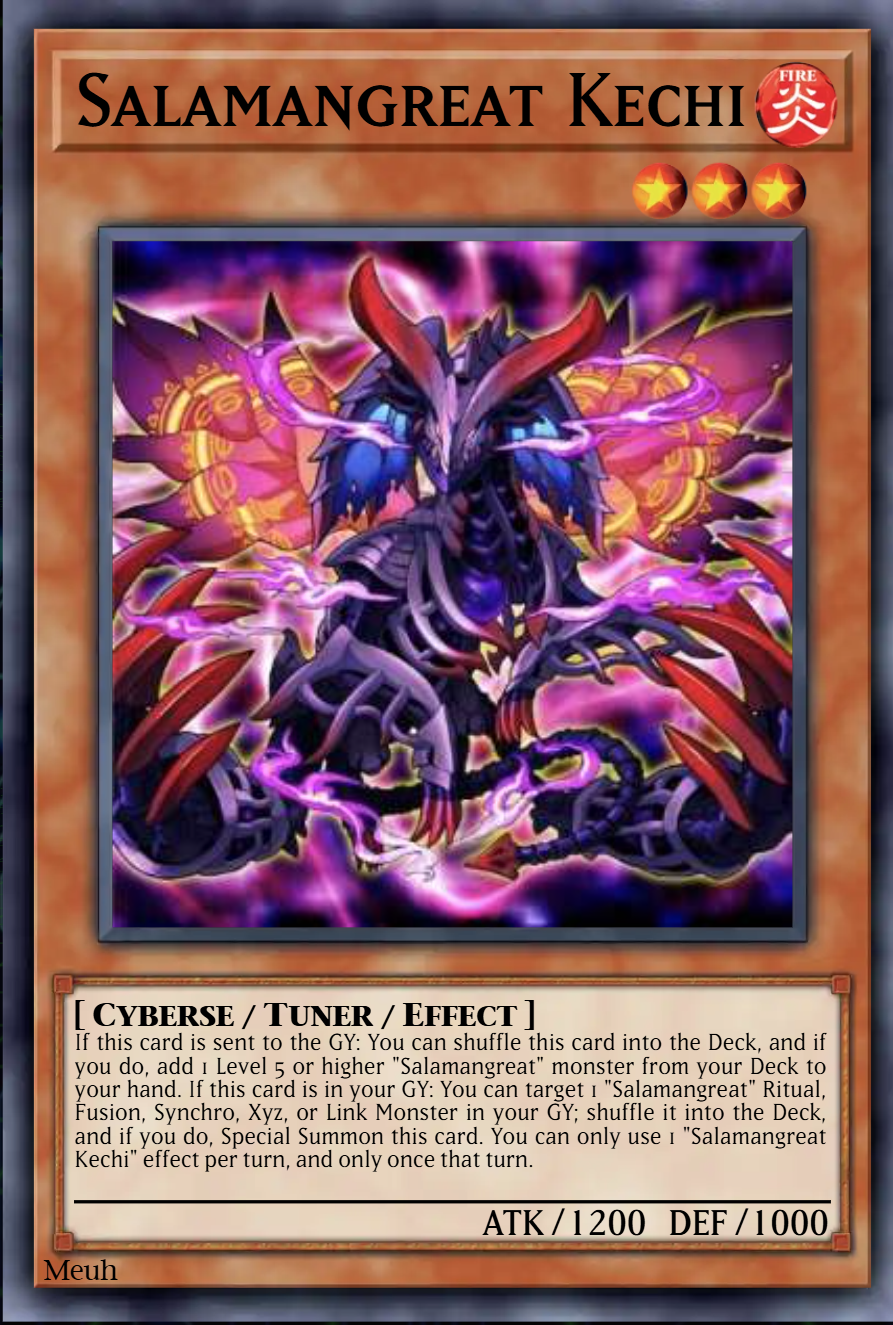 Salamangreat Kechi
FIRE
炎
[ Cyberse / Tuner / Effect ]
If this card is sent to the GY: You can shuffle this card into the Deck, and if
you do, add 1 Level 5 or higher "Salamangreat" monster from your Deck to
your hand. If this card is in your GY: You can target 1 "Salamangreat" Ritual,
Fusion, Synchro, Xyz, or Link Monster in your GY; shuffle it into the Deck,
and if you do, Special Summon this card. You can only use 1 "Salamangreat
Kechi" effect per turn, and only once that turn.
ATK /1200 DEF /1000
Meuh